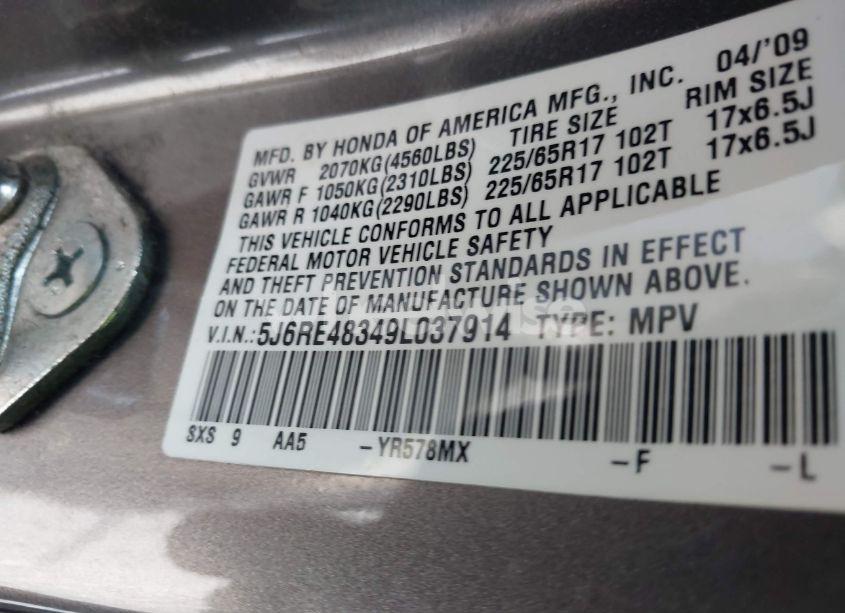 MFD. BY HONDA OF AMERICA MFG., INC. 04/'09
GVWR 2070KG(4560LBS) TIRE SIZE RIM SIZE
GAWR F 1050KG(2310LBS) 225/65R17 102T 17x6.5J
GAWR R 1040KG(2290LBS) 225/65R17 102T 17x6.5J
THIS VEHICLE CONFORMS TO ALL APPLICABLE
FEDERAL MOTOR VEHICLE SAFETY
AND THEFT PREVENTION STANDARDS IN EFFECT
ON THE DATE OF MANUFACTURE SHOWN ABOVE.
V.I.N.:5J6RE48349L037914 TYPE: MPV
SXS 9 AA5 -YR578MX -F -L